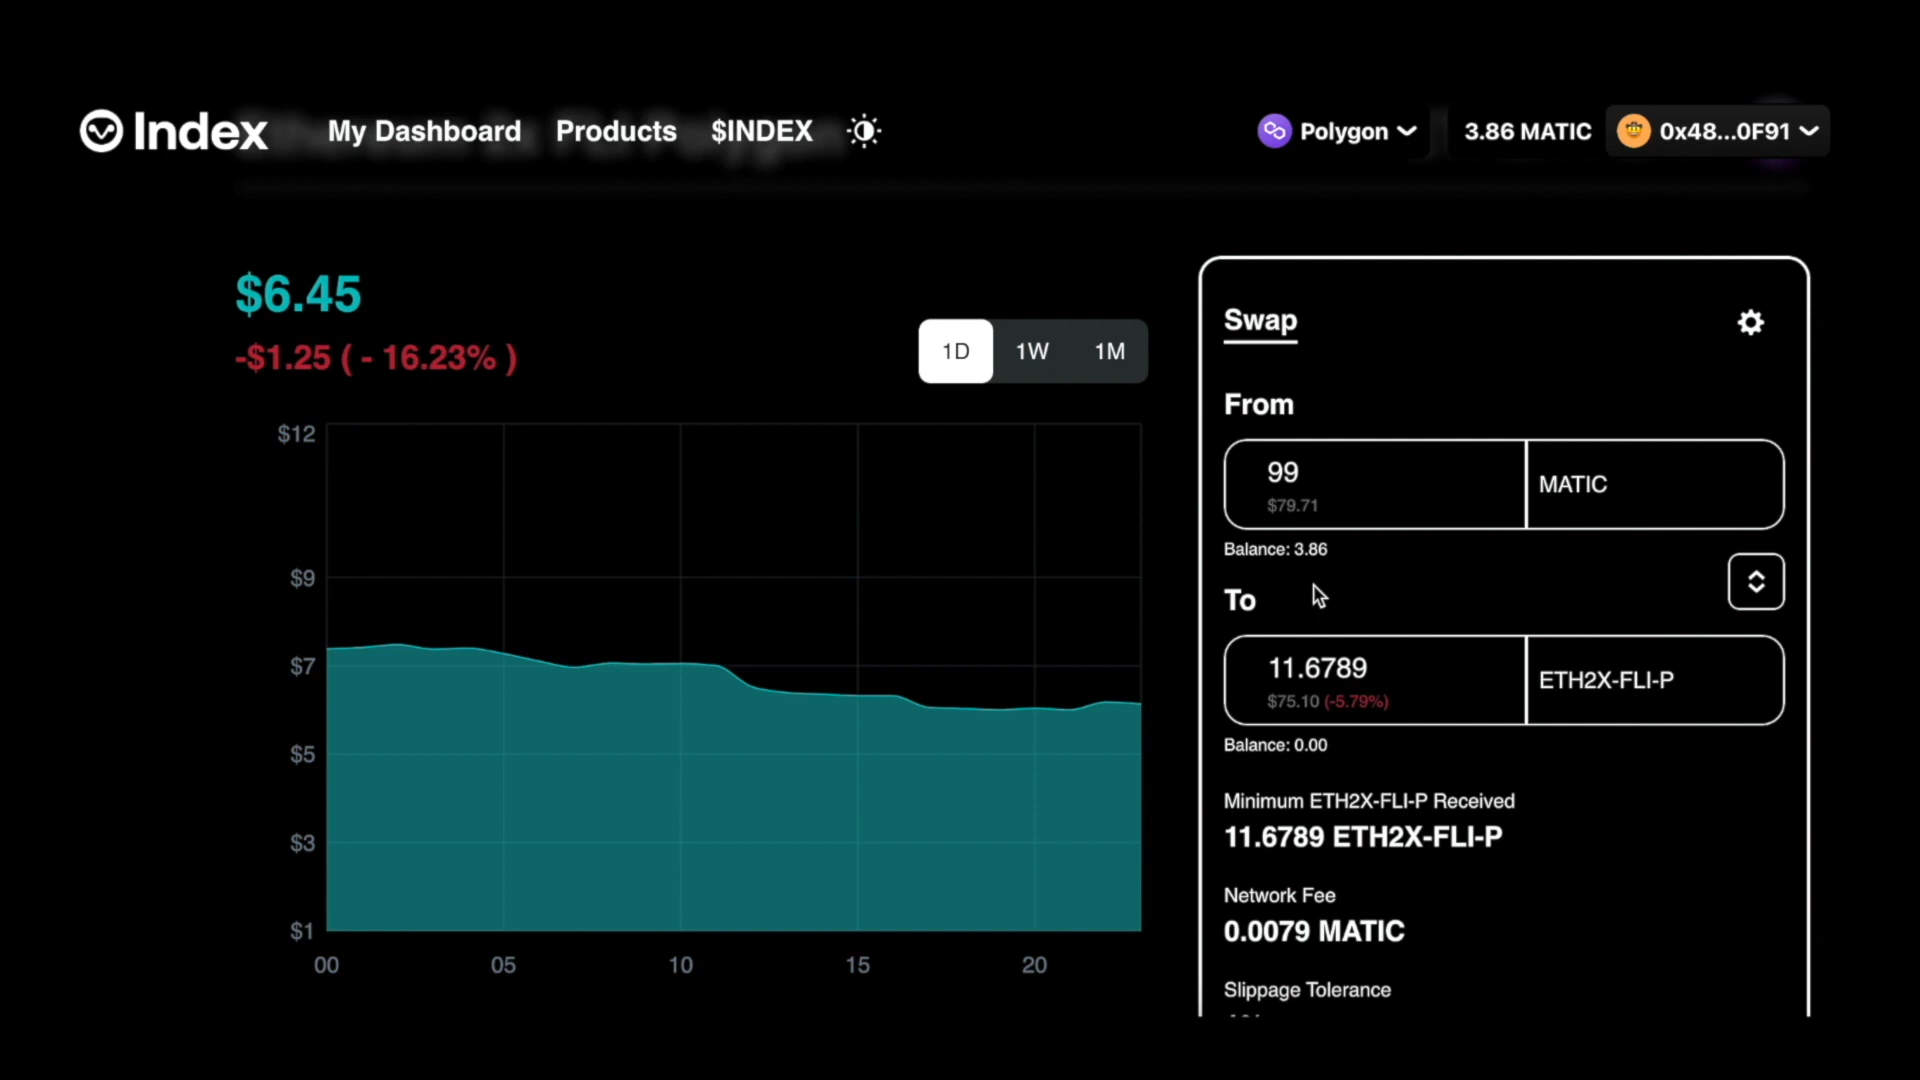 Index My Dashboard Products $INDEX Polygon 3.86 MATIC 0x48...0F91
$6.45
-$1.25 ( - 16.23% )
1D 1W 1M
$12
$9
$7
$5
$3
$1
00 05 10 15 20
Swap
From
99
$79.71
MATIC
Balance: 3.86
To
11.6789
$75.10 (-5.79%)
ETH2X-FLI-P
Balance: 0.00
Minimum ETH2X-FLI-P Received
11.6789 ETH2X-FLI-P
Network Fee
0.0079 MATIC
Slippage Tolerance